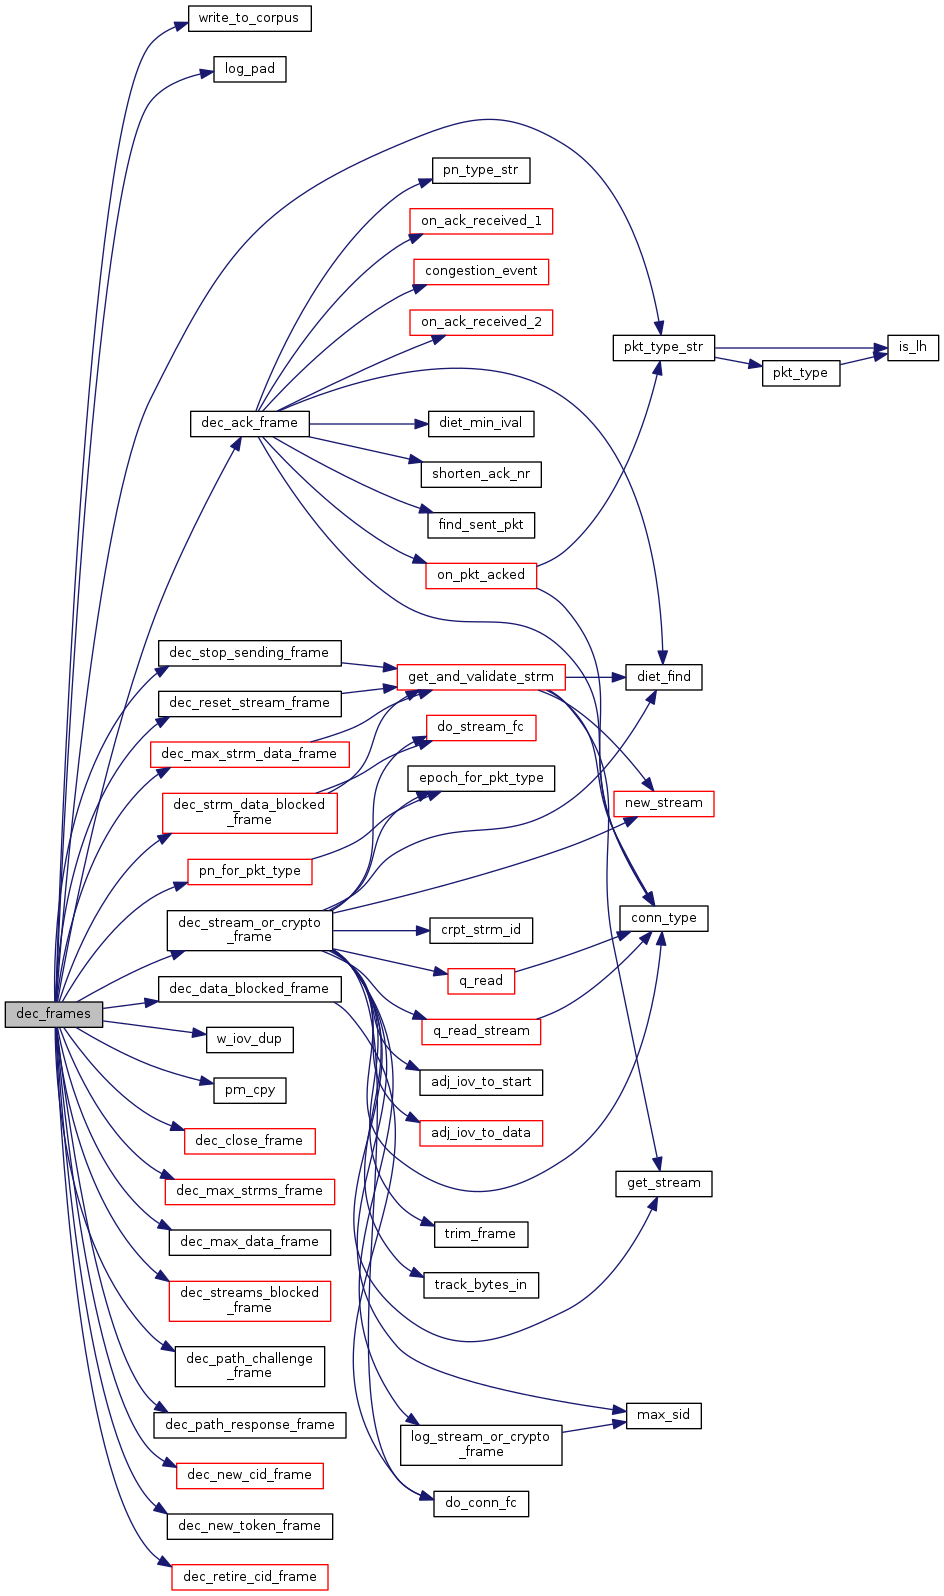 write_to_corpus
log_pad
pn_type_str
on_ack_received_1
congestion_event
on_ack_received_2
pkt_type_str
is_lh
pkt_type
dec_ack_frame
diet_min_ival
shorten_ack_nr
find_sent_pkt
on_pkt_acked
dec_stop_sending_frame
get_and_validate_strm
diet_find
dec_reset_stream_frame
do_stream_fc
dec_max_strm_data_frame
epoch_for_pkt_type
dec_strm_data_blocked
_frame
new_stream
pn_for_pkt_type
dec_stream_or_crypto
_frame
conn_type
crpt_strm_id
q_read
dec_data_blocked_frame
dec_frames
q_read_stream
w_iov_dup
adj_iov_to_start
pm_cpy
adj_iov_to_data
dec_close_frame
dec_max_strms_frame
get_stream
trim_frame
dec_max_data_frame
track_bytes_in
dec_streams_blocked
_frame
dec_path_challenge
_frame
max_sid
dec_path_response_frame
log_stream_or_crypto
_frame
dec_new_cid_frame
do_conn_fc
dec_new_token_frame
dec_retire_cid_frame